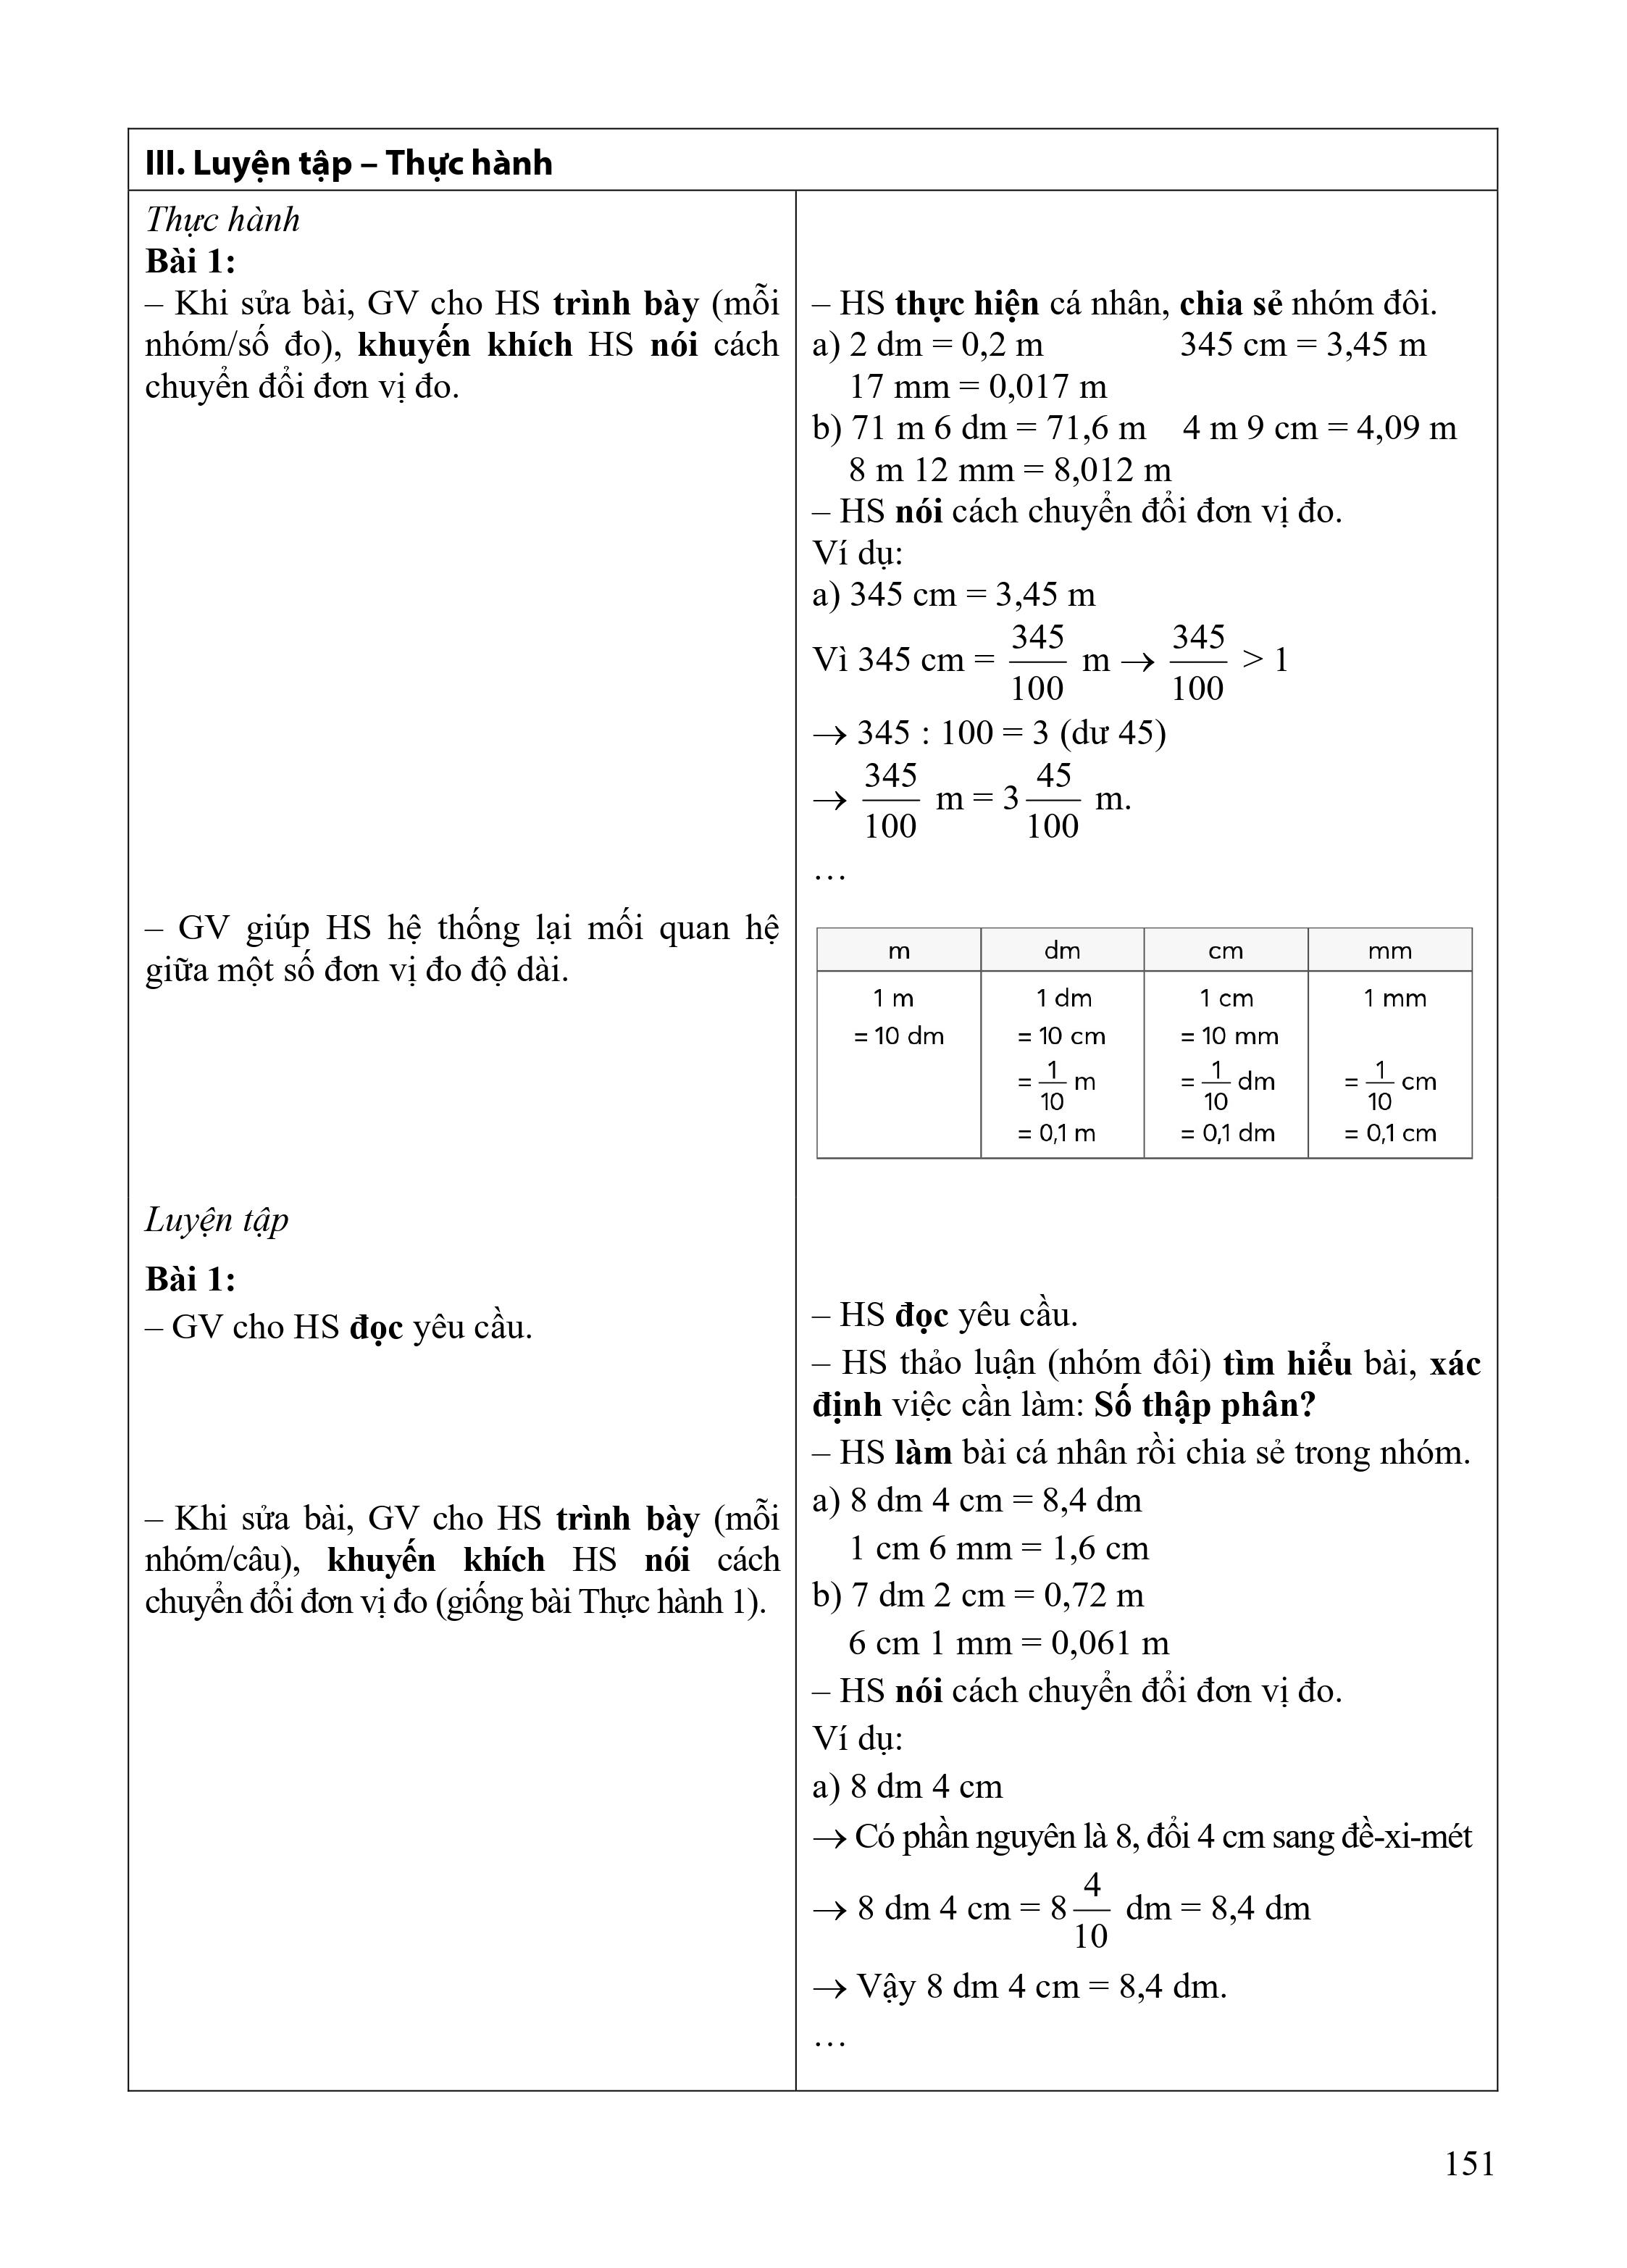 III. Luyện tập – Thực hành
Thực hành
Bài 1:
– Khi sửa bài, GV cho HS trình bày (mỗi
nhóm/số đo), khuyến khích HS nói cách
chuyển đổi đơn vị đo.
– HS thực hiện cá nhân, chia sẻ nhóm đôi.
a) 2 dm = 0,2 m 345 cm = 3,45 m
17 mm = 0,017 m
b) 71 m 6 dm = 71,6 m 4 m 9 cm = 4,09 m
8 m 12 mm = 8,012 m
– HS nói cách chuyển đổi đơn vị đo.
Ví dụ:
a) 345 cm = 3,45 m
Vì 345 cm = 345/100 m → 345/100 > 1
→ 345 : 100 = 3 (dư 45)
→ 345/100 m = 3 45/100 m.
…
– GV giúp HS hệ thống lại mối quan hệ
giữa một số đơn vị đo độ dài.
m dm cm mm
1 m 1 dm 1 cm 1 mm
= 10 dm = 10 cm = 10 mm
= 1/10 m = 1/10 dm = 1/10 cm
= 0,1 m = 0,1 dm = 0,1 cm
Luyện tập
Bài 1:
– GV cho HS đọc yêu cầu.
– Khi sửa bài, GV cho HS trình bày (mỗi
nhóm/câu), khuyến khích HS nói cách
chuyển đổi đơn vị đo (giống bài Thực hành 1).
– HS đọc yêu cầu.
– HS thảo luận (nhóm đôi) tìm hiểu bài, xác
định việc cần làm: Số thập phân?
– HS làm bài cá nhân rồi chia sẻ trong nhóm.
a) 8 dm 4 cm = 8,4 dm
1 cm 6 mm = 1,6 cm
b) 7 dm 2 cm = 0,72 m
6 cm 1 mm = 0,061 m
– HS nói cách chuyển đổi đơn vị đo.
Ví dụ:
a) 8 dm 4 cm
→ Có phần nguyên là 8, đổi 4 cm sang đề-xi-mét
→ 8 dm 4 cm = 8 4/10 dm = 8,4 dm
→ Vậy 8 dm 4 cm = 8,4 dm.
…
151